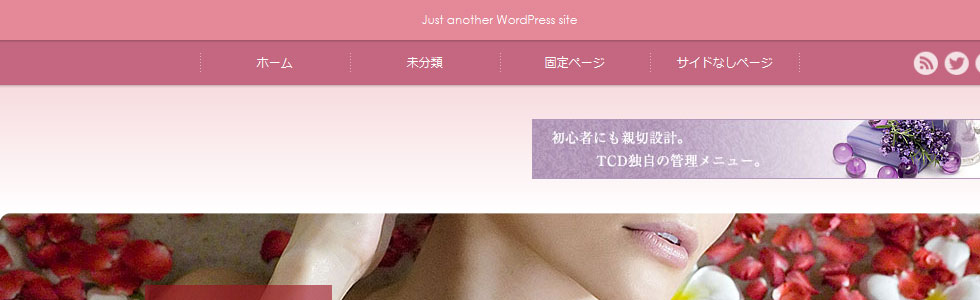 Just another WordPress site
ホーム
未分類
固定ページ
サイドなしページ
初心者にも親切設計。
TCD独自の管理メニュー。